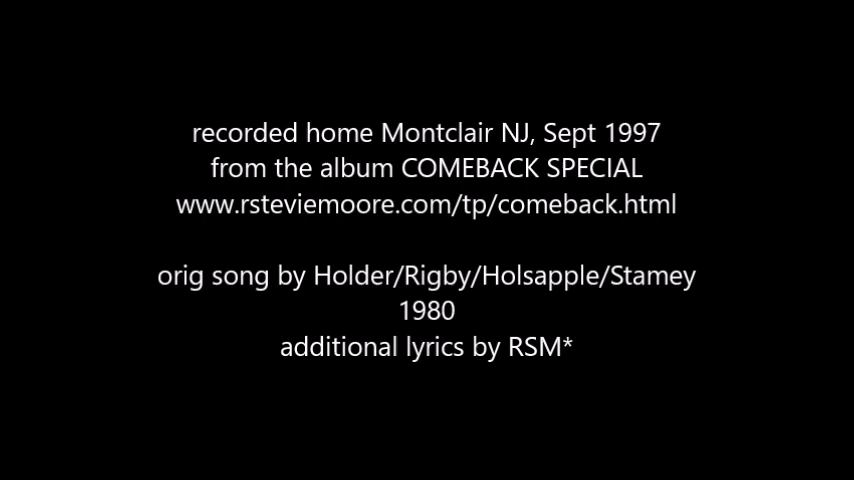 recorded home Montclair NJ, Sept 1997
from the album COMEBACK SPECIAL
www.rsteviemoore.com/tp/comeback.html
orig song by Holder/Rigby/Holsapple/Stamey
1980
additional lyrics by RSM*